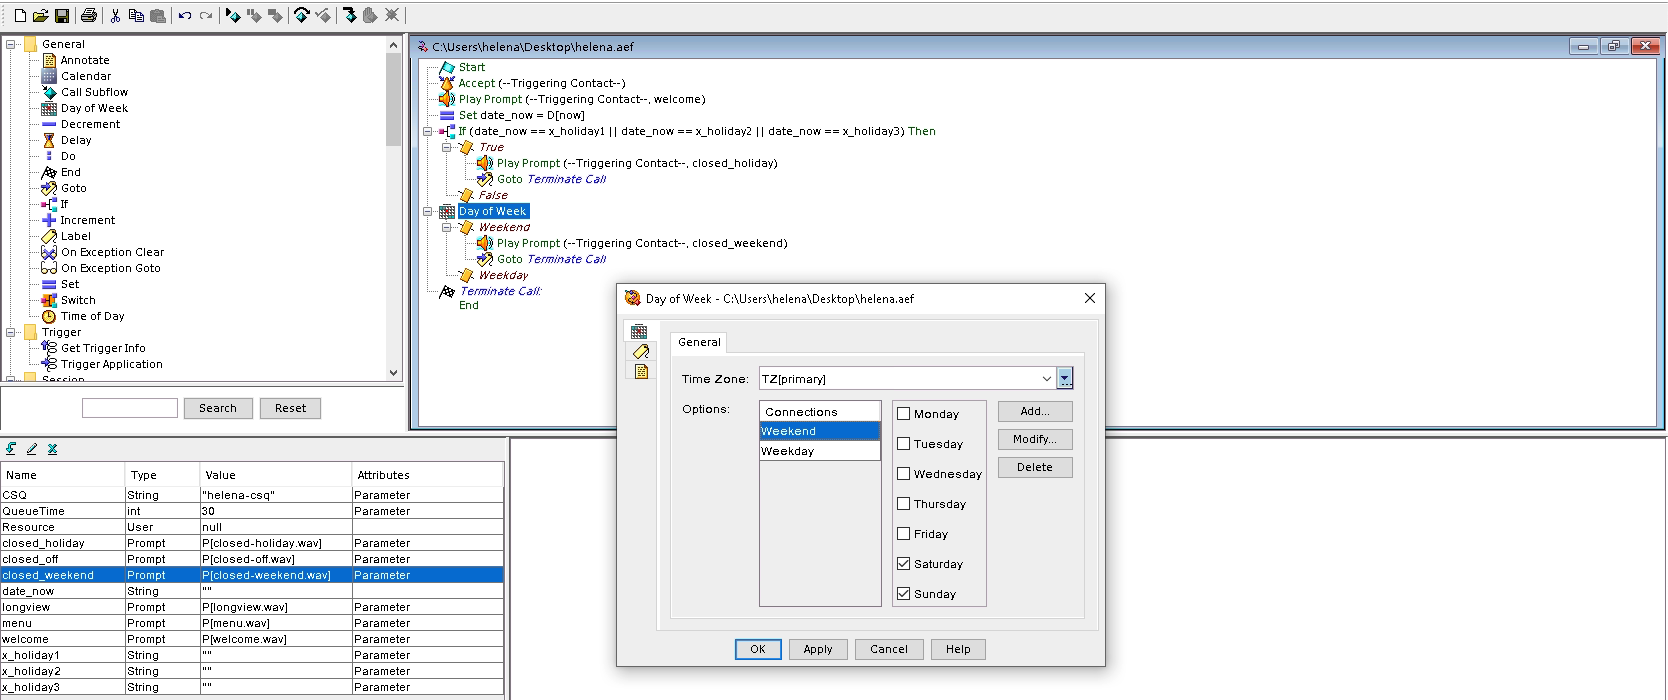 General
Annotate
Calendar
Call Subflow
Day of Week
Decrement
Delay
Do
End
Goto
If
Increment
Label
On Exception Clear
On Exception Goto
Set
Switch
Time of Day
Trigger
Get Trigger Info
Trigger Application
Session
Search
Reset
C:\Users\helena\Desktop\helena.aef
Start
Accept (--Triggering Contact--)
Play Prompt (--Triggering Contact--, welcome)
Set date_now = D[now]
If (date_now == x_holiday1 || date_now == x_holiday2 || date_now == x_holiday3) Then
True
Play Prompt (--Triggering Contact--, closed_holiday)
Goto Terminate Call
False
Day of Week
Weekend
Play Prompt (--Triggering Contact--, closed_weekend)
Goto Terminate Call
Weekday
Terminate Call:
End
Name Type Value Attributes
CSQ String "helena-csq" Parameter
QueueTime int 30 Parameter
Resource User null
closed_holiday Prompt P[closed-holiday.wav] Parameter
closed_off Prompt P[closed-off.wav] Parameter
closed_weekend Prompt P[closed-weekend.wav] Parameter
date_now String ""
longview Prompt P[longview.wav] Parameter
menu Prompt P[menu.wav] Parameter
welcome Prompt P[welcome.wav] Parameter
x_holiday1 String "" Parameter
x_holiday2 String "" Parameter
x_holiday3 String "" Parameter
Day of Week - C:\Users\helena\Desktop\helena.aef
General
Time Zone: TZ[primary]
Options:
Connections
Weekend
Weekday
Monday
Tuesday
Wednesday
Thursday
Friday
Saturday
Sunday
Add...
Modify...
Delete
OK
Apply
Cancel
Help